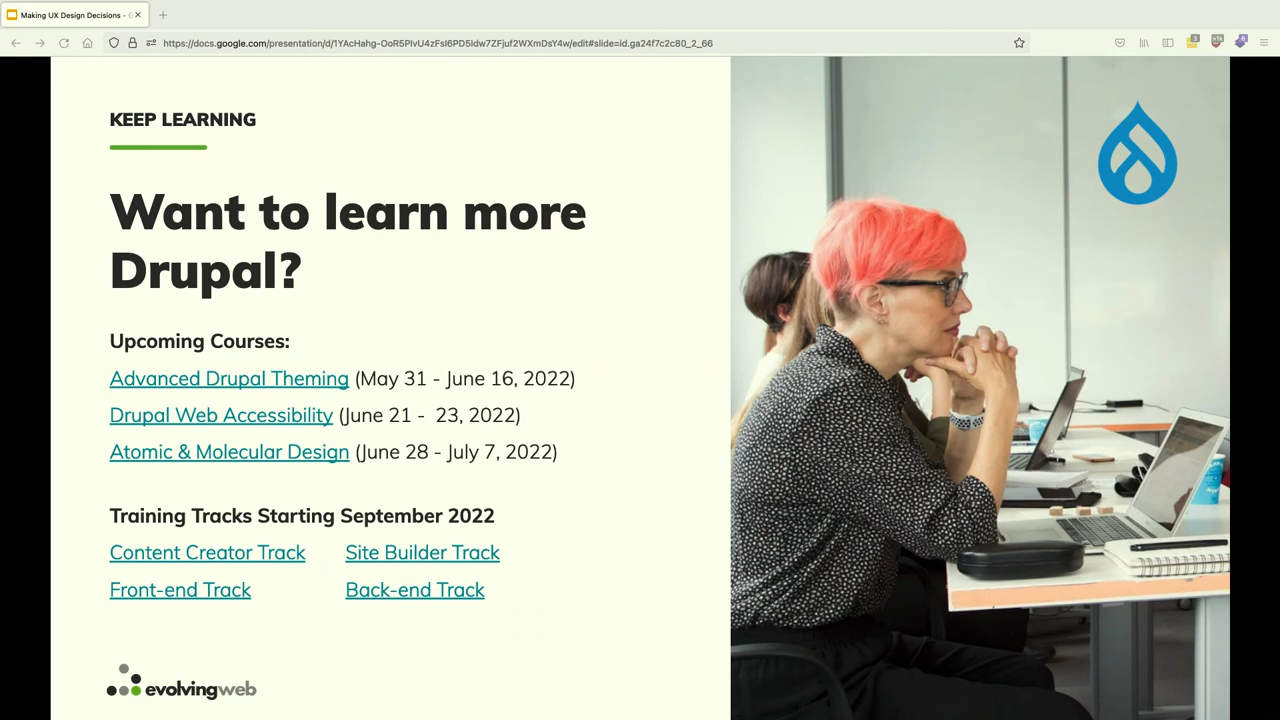 Making UX Design Decisions - G
https://docs.google.com/presentation/d/1YAcHahg-OoR5PIvU4zFsI6PD5Idw7ZFjuf2WXmDsY4w/edit#slide=id.ga24f7c2c80_2_66
KEEP LEARNING
Want to learn more
Drupal?
Upcoming Courses:
Advanced Drupal Theming (May 31 - June 16, 2022)
Drupal Web Accessibility (June 21 - 23, 2022)
Atomic & Molecular Design (June 28 - July 7, 2022)
Training Tracks Starting September 2022
Content Creator Track Site Builder Track
Front-end Track Back-end Track
evolvingweb